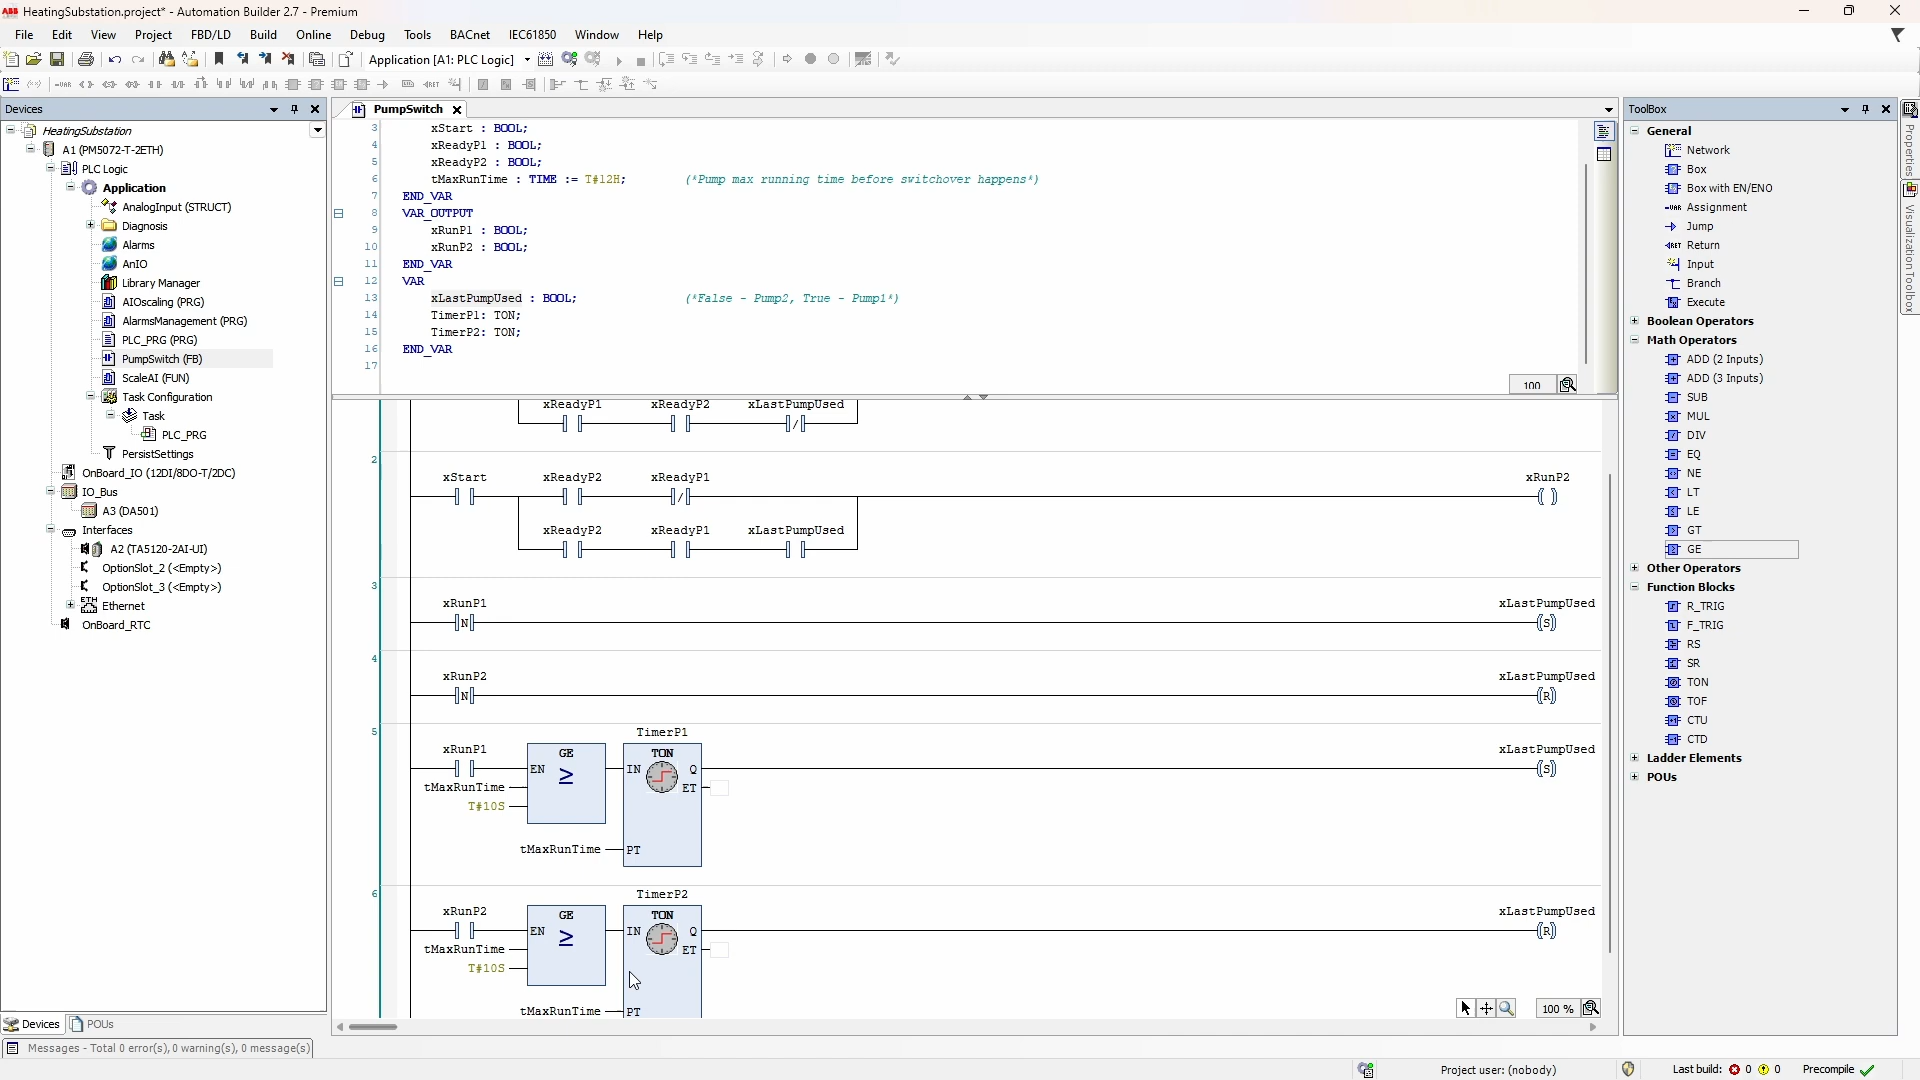 ABB HeatingSubstation.project* - Automation Builder 2.7 - Premium
File Edit View Project FBD/LD Build Online Debug Tools BACnet IEC61850 Window Help
Application [A1: PLC Logic]
Devices
HeatingSubstation
A1 (PM5072-T-2ETH)
PLC Logic
Application
AnalogInput (STRUCT)
Diagnosis
Alarms
AnIO
Library Manager
AIOscaling (PRG)
AlarmsManagement (PRG)
PLC_PRG (PRG)
PumpSwitch (FB)
ScaleAI (FUN)
Task Configuration
Task
PLC_PRG
PersistSettings
OnBoard_IO (12DI/8DO-T/2DC)
IO_Bus
A3 (DA501)
Interfaces
A2 (TA5120-2AI-UI)
OptionSlot_2 (<Empty>)
OptionSlot_3 (<Empty>)
Ethernet
OnBoard_RTC
Devices POUs
PumpSwitch
3 xStart : BOOL;
4 xReadyP1 : BOOL;
5 xReadyP2 : BOOL;
6 tMaxRunTime : TIME := T#12H; (*Pump max running time before switchover happens*)
7 END_VAR
8 VAR_OUTPUT
9 xRunP1 : BOOL;
10 xRunP2 : BOOL;
11 END_VAR
12 VAR
13 xLastPumpUsed : BOOL; (*False - Pump2, True - Pump1*)
14 TimerP1: TON;
15 TimerP2: TON;
16 END_VAR
17
100
xReadyP1 xReadyP2 xLastPumpUsed
2
xStart xReadyP2 xReadyP1 xRunP2
xReadyP2 xReadyP1 xLastPumpUsed
3
xRunP1 xLastPumpUsed
N S
4
xRunP2 xLastPumpUsed
N R
5
TimerP1
xRunP1 GE TON xLastPumpUsed
EN ≥ IN Q S
tMaxRunTime ET
T#10S
tMaxRunTime PT
6
TimerP2
xRunP2 GE TON xLastPumpUsed
EN ≥ IN Q R
tMaxRunTime ET
T#10S
tMaxRunTime PT
100 %
ToolBox
General
Network
Box
Box with EN/ENO
Assignment
Jump
Return
Input
Branch
Execute
Boolean Operators
Math Operators
ADD (2 Inputs)
ADD (3 Inputs)
SUB
MUL
DIV
EQ
NE
LT
LE
GT
GE
Other Operators
Function Blocks
R_TRIG
F_TRIG
RS
SR
TON
TOF
CTU
CTD
Ladder Elements
POUs
Properties
Visualization Toolbox
Messages - Total 0 error(s), 0 warning(s), 0 message(s)
Project user: (nobody) Last build: 0 0 Precompile